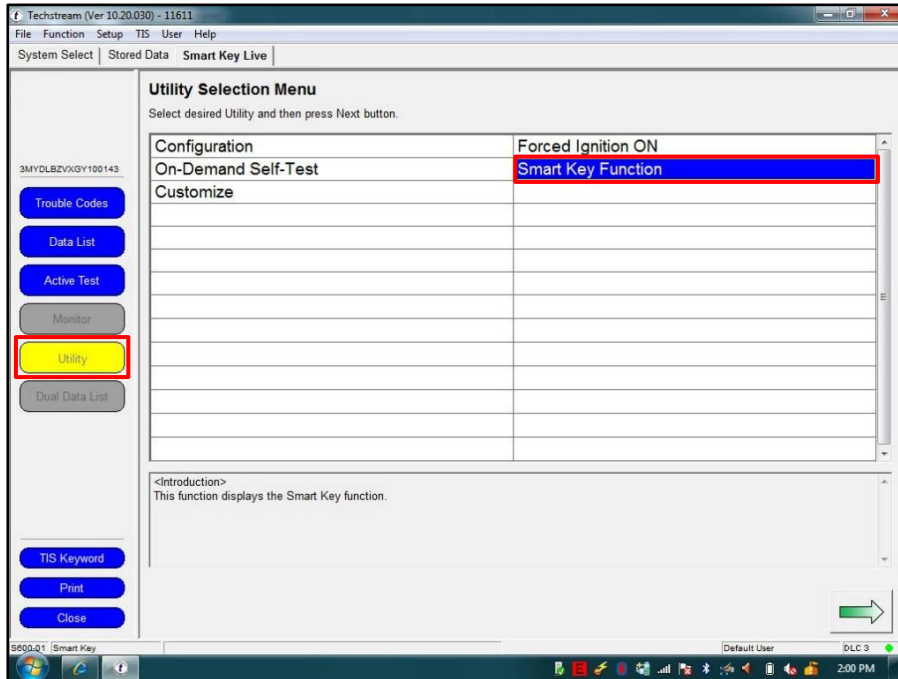 Techstream (Ver 10.20.030) - 11611
File Function Setup TIS User Help
System Select Stored Data Smart Key Live
Utility Selection Menu
Select desired Utility and then press Next button.
Configuration Forced Ignition ON
3MYDLBZVXGY100143
On-Demand Self-Test Smart Key Function
Customize
Trouble Codes
Data List
Active Test
Monitor
Utility
Dual Data List
<Introduction>
This function displays the Smart Key function.
TIS Keyword
Print
Close
S600-01 Smart Key Default User DLC 3
2:00 PM